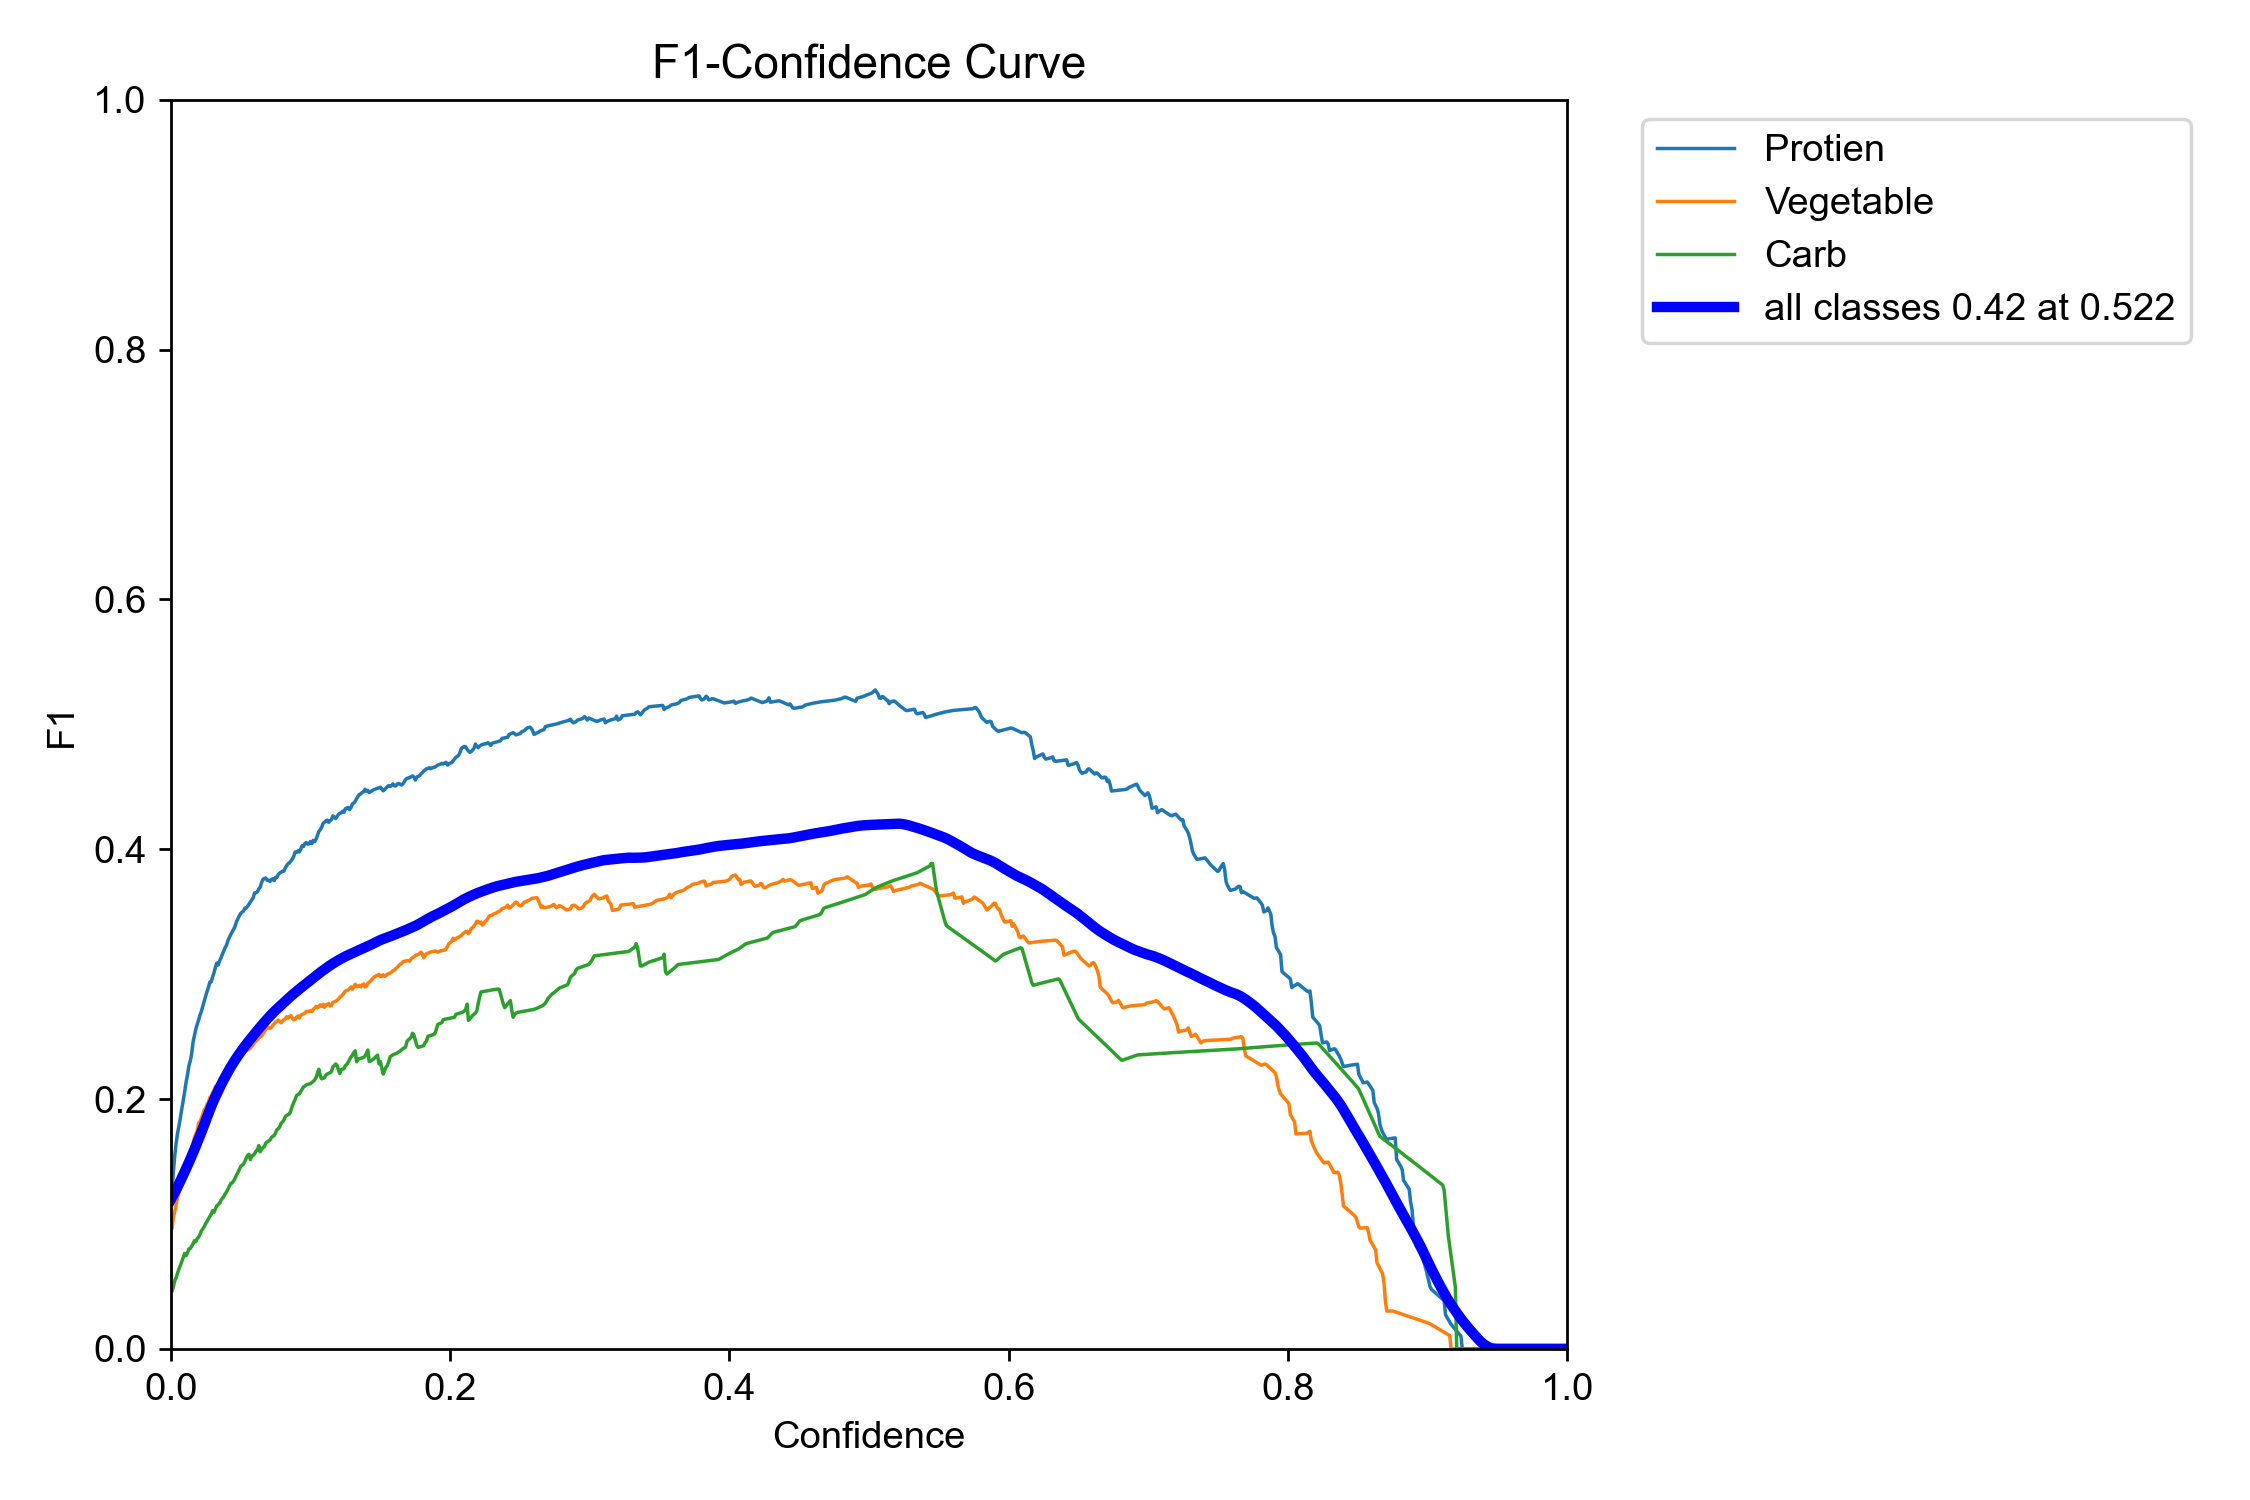 F1-Confidence Curve
1.0
0.8
0.6
0.4
0.2
0.0
F1
0.0 0.2 0.4 0.6 0.8 1.0
Confidence
Protien
Vegetable
Carb
all classes 0.42 at 0.522